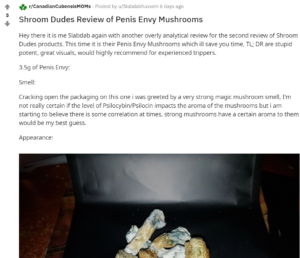 5
r/CanadianCubensisMOMs · Posted by u/Slabdabhussein 6 days ago
Shroom Dudes Review of Penis Envy Mushrooms
Hey there it is me Slabdab again with another overly analytical review for the second review of Shroom
Dudes products. This time it is their Penis Envy Mushrooms which ill save you time, TL; DR are stupid
potent, great visuals, would highly recommend for experienced trippers.
3.5g of Penis Envy:
Smell:
Cracking open the packaging on this one i was greeted by a very strong magic mushroom smell, I'm
not really certain if the level of Psilocybin/Psilocin impacts the aroma of the mushrooms but i am
starting to believe there is some correlation at times, strong mushrooms have a certain aroma to them
would be my best guess.
Appearance: